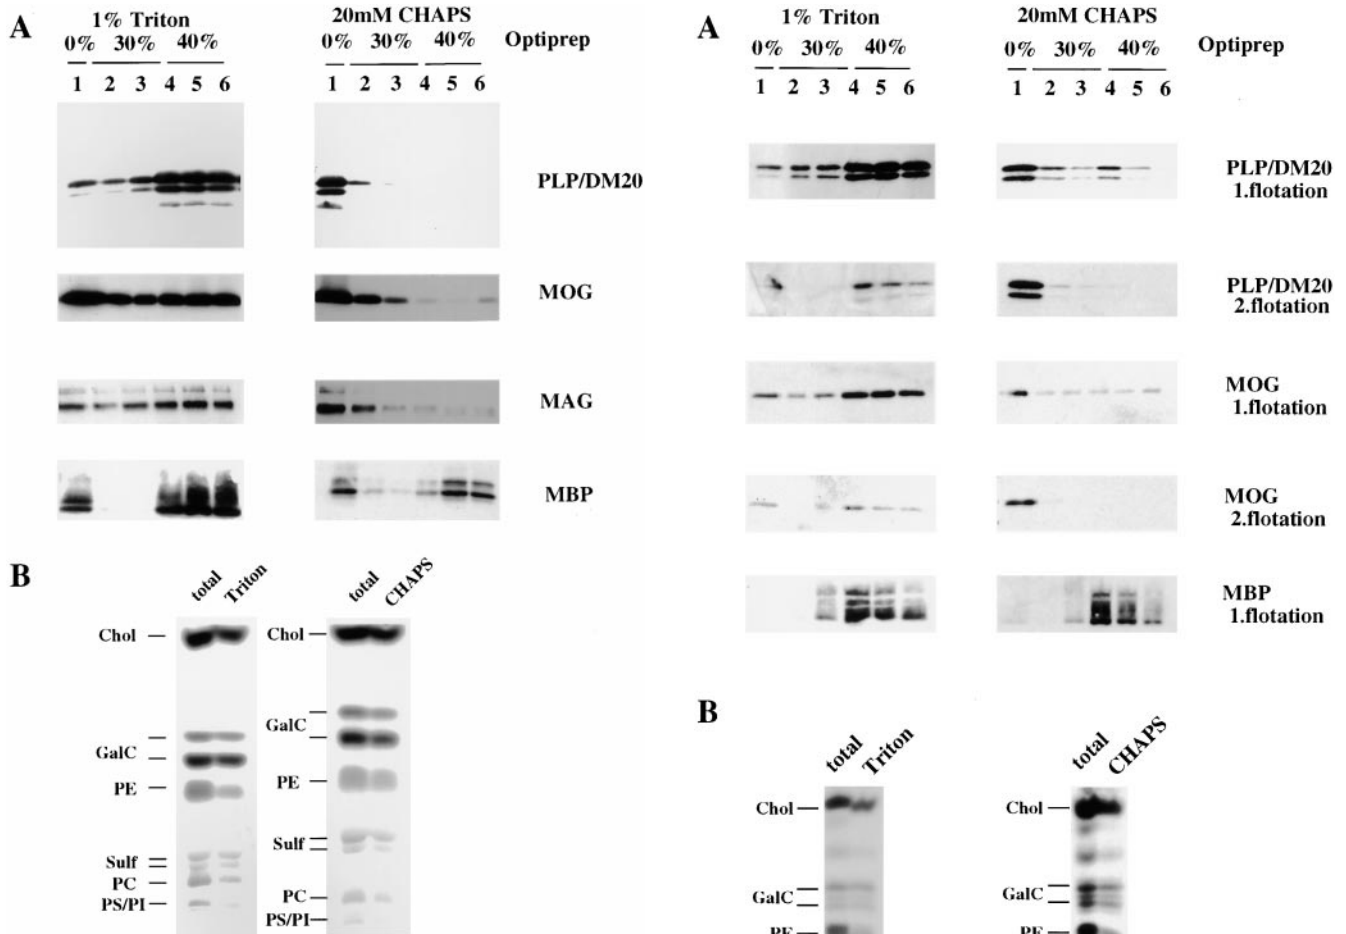 A
1% Triton
20mM CHAPS
0% 30% 40%
0% 30% 40%
Optiprep
1 2 3 4 5 6
1 2 3 4 5 6
PLP/DM20
MOG
MAG
MBP
B
total Triton
total CHAPS
Chol
GalC
PE
Sulf
PC
PS/PI
Chol
GalC
PE
Sulf
PC
PS/PI
A
1% Triton
20mM CHAPS
0% 30% 40%
0% 30% 40%
Optiprep
1 2 3 4 5 6
1 2 3 4 5 6
PLP/DM20
1.flotation
PLP/DM20
2.flotation
MOG
1.flotation
MOG
2.flotation
MBP
1.flotation
B
total Triton
total CHAPS
Chol
GalC
PE
Chol
GalC
PE